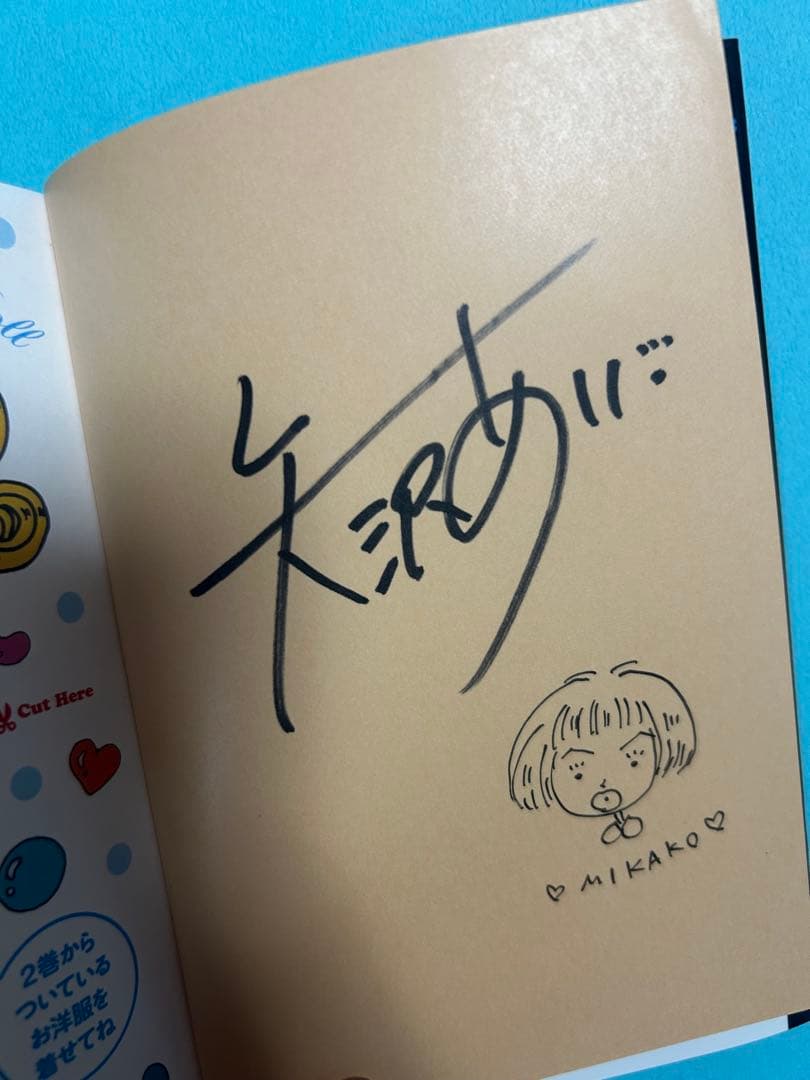 矢沢あい
♡ MIKAKO ♡
Cut Here
2巻から
ついている
お洋服を
着せてね